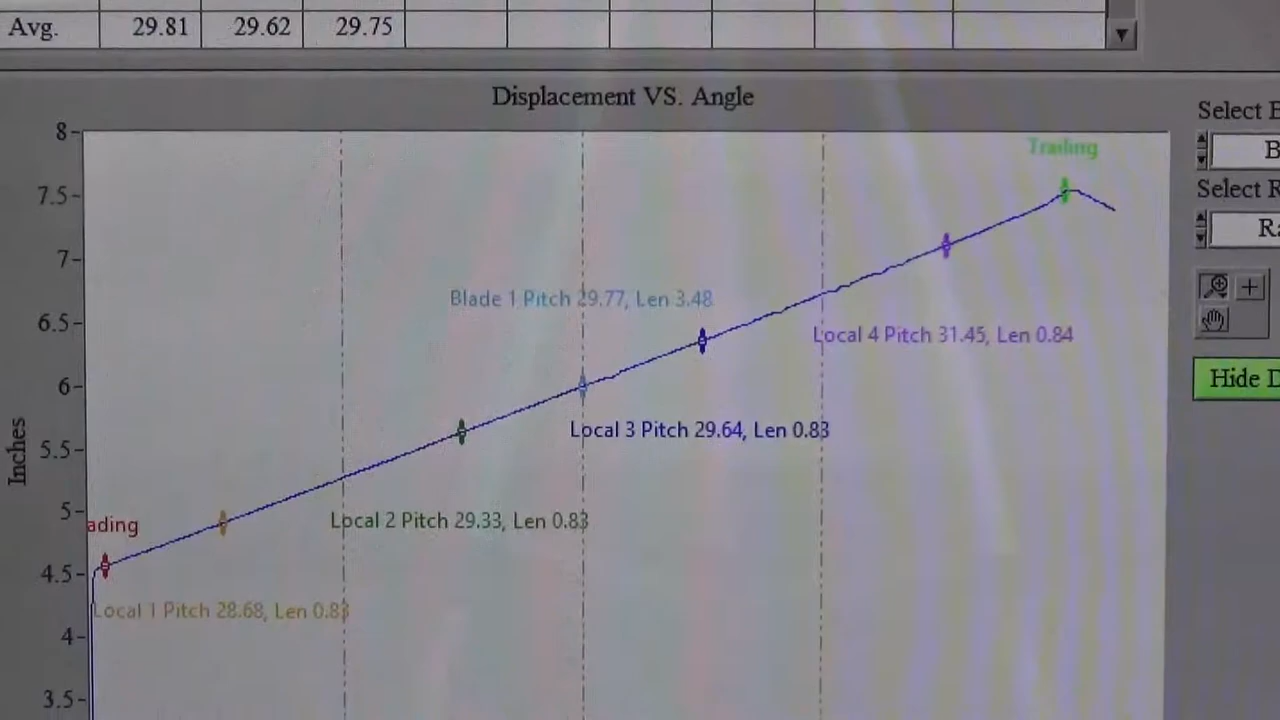 Avg. 29.81 29.62 29.75
Displacement VS. Angle
Select
8
Trailing
7.5
Select
7
Blade 1 Pitch 29.77, Len 3.48
6.5
Local 4 Pitch 31.45, Len 0.84
6
Hide
Local 3 Pitch 29.64, Len 0.83
5.5
Inches
5
ading
Local 2 Pitch 29.33, Len 0.83
4.5
Local 1 Pitch 28.68, Len 0.83
4
3.5